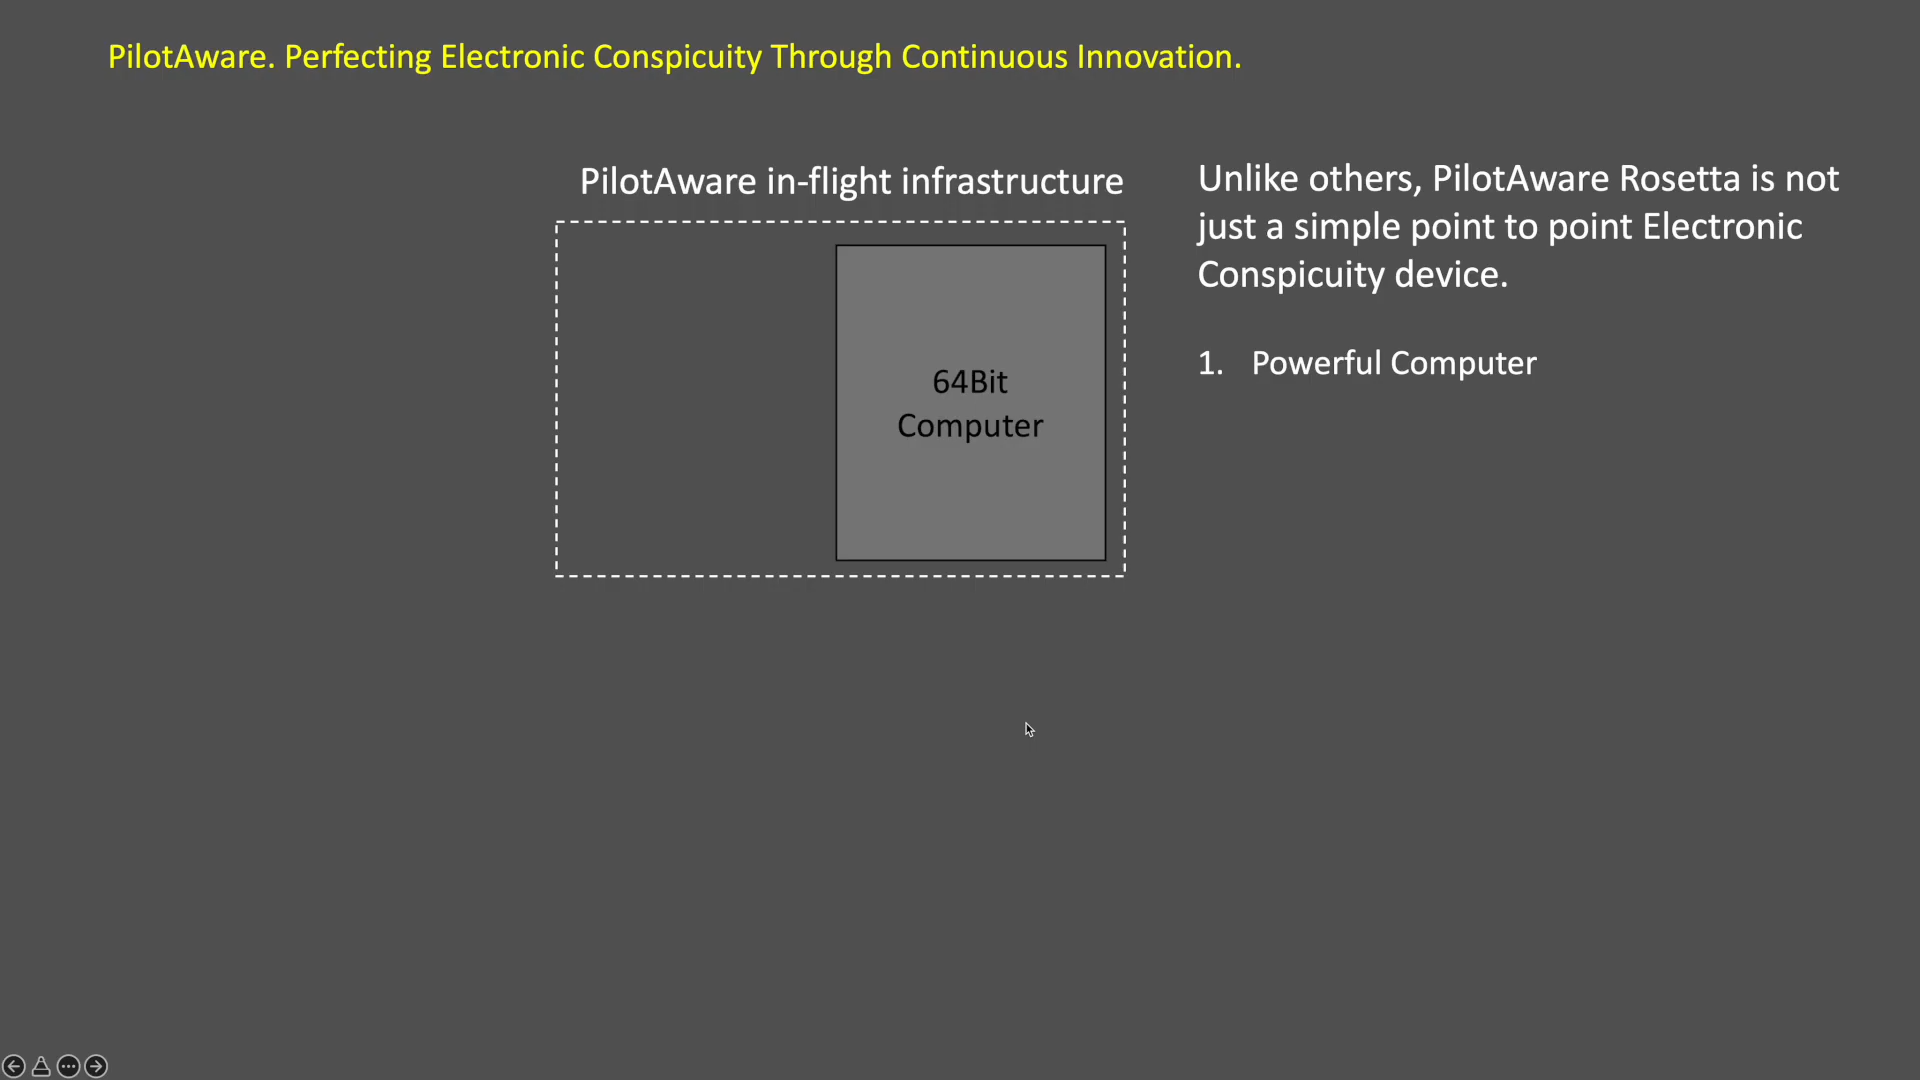 PilotAware. Perfecting Electronic Conspicuity Through Continuous Innovation.
PilotAware in-flight infrastructure
64Bit
Computer
Unlike others, PilotAware Rosetta is not
just a simple point to point Electronic
Conspicuity device.
1. Powerful Computer